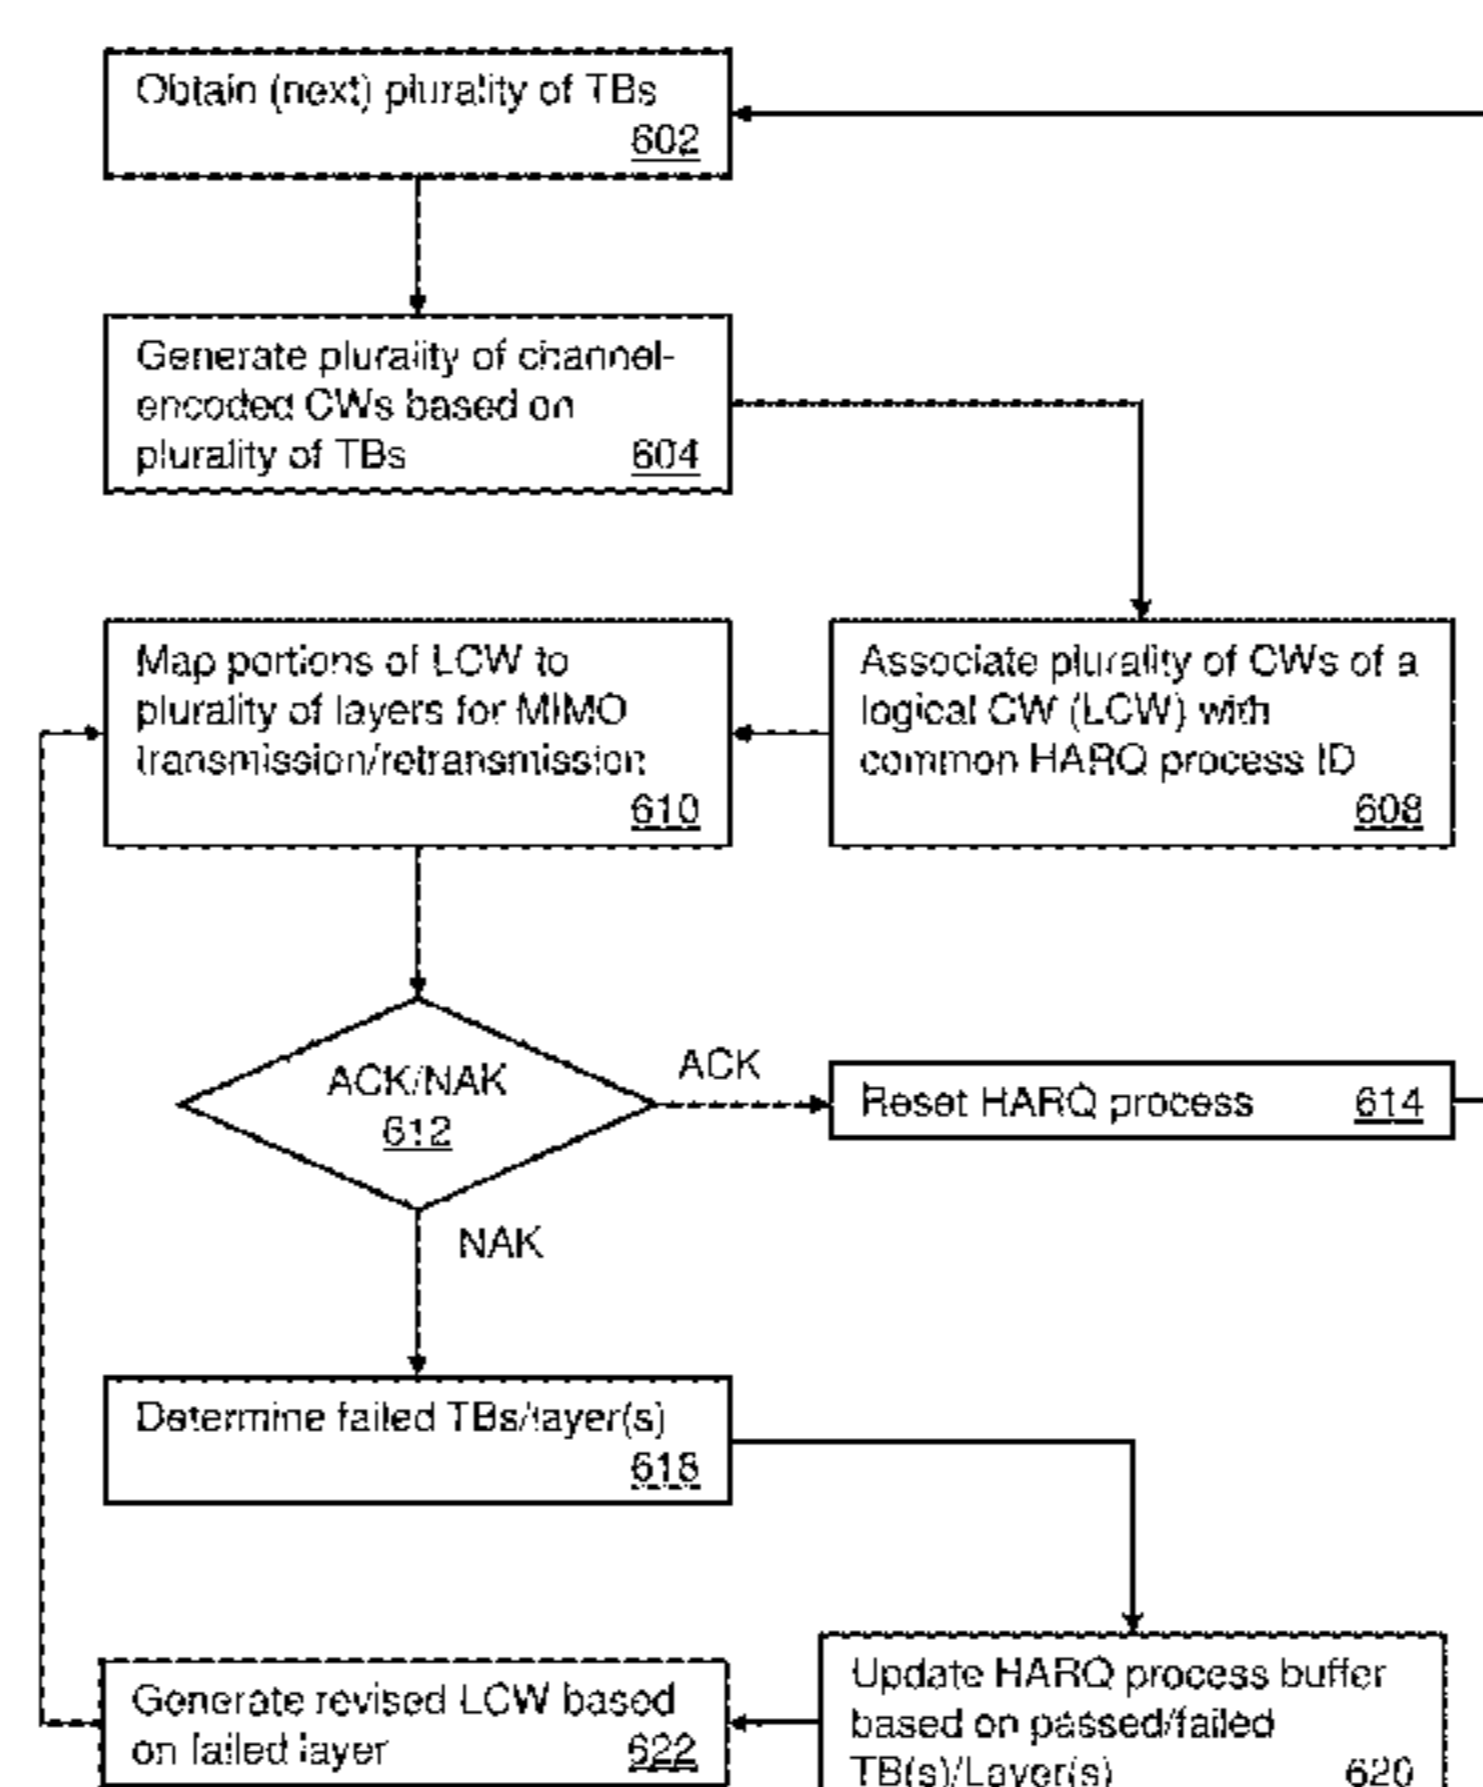 Obtain (next) plurality of TBs
602
Generate plurality of channel-
encoded CWs based on
plurality of TBs 604
Map portions of LCW to
plurality of layers for MIMO
transmission/retransmission
610
Associate plurality of CWs of a
logical CW (LCW) with
common HARQ process ID
608
ACK/NAK
612
ACK
Reset HARQ process 614
NAK
Determine failed TBs/layer(s)
618
Update HARQ process buffer
based on passed/failed
TB(s)/Layer(s) 620
Generate revised LCW based
on failed layer 622